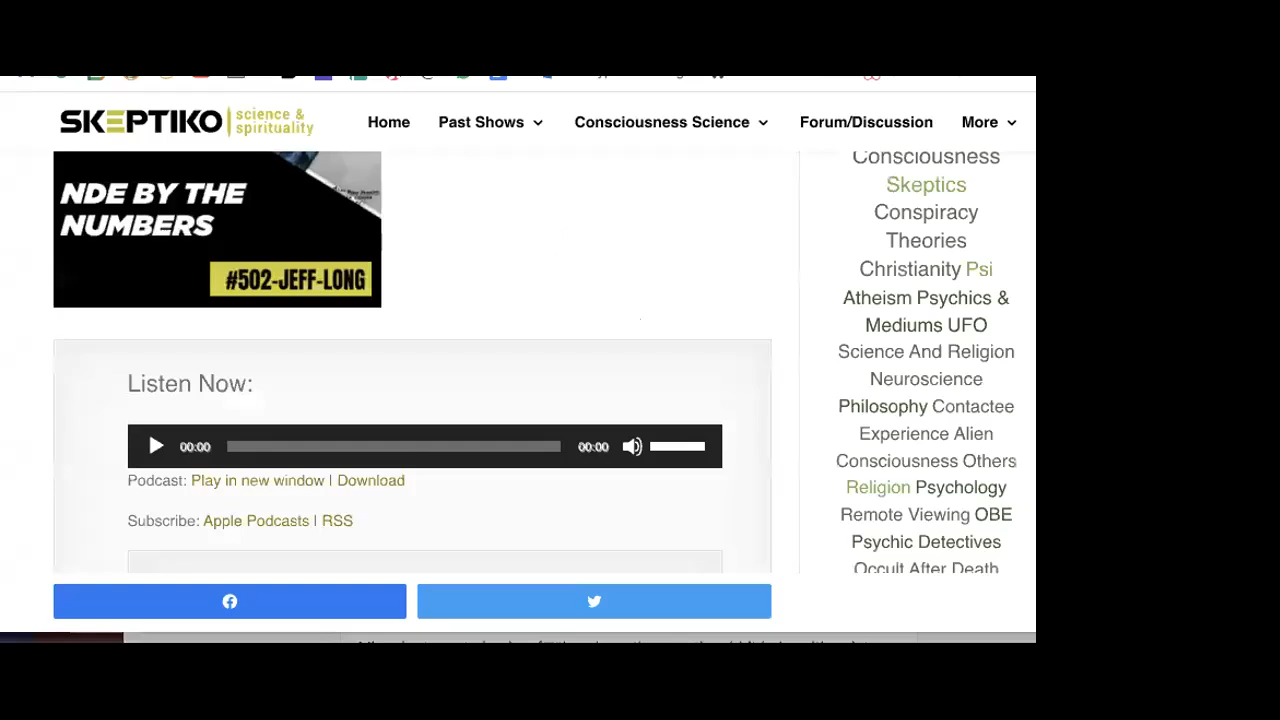 SKEPTIKO science &
spirituality
Home Past Shows Consciousness Science Forum/Discussion More
NDE BY THE
NUMBERS
#502-JEFF-LONG
Listen Now:
00:00 00:00
Podcast: Play in new window | Download
Subscribe: Apple Podcasts | RSS
Consciousness
Skeptics
Conspiracy
Theories
Christianity Psi
Atheism Psychics &
Mediums UFO
Science And Religion
Neuroscience
Philosophy Contactee
Experience Alien
Consciousness Others
Religion Psychology
Remote Viewing OBE
Psychic Detectives
Occult After Death